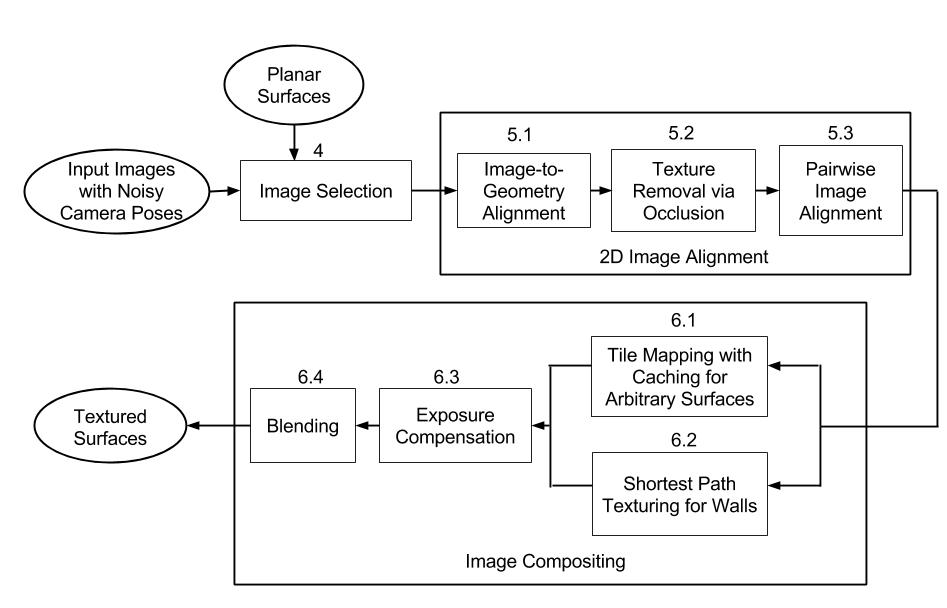 Planar
Surfaces
4
Input Images
with Noisy
Camera Poses
Image Selection
5.1
Image-to-
Geometry
Alignment
5.2
Texture
Removal via
Occlusion
5.3
Pairwise
Image
Alignment
2D Image Alignment
6.1
Tile Mapping with
Caching for
Arbitrary Surfaces
6.2
Shortest Path
Texturing for Walls
6.3
Exposure
Compensation
6.4
Blending
Textured
Surfaces
Image Compositing